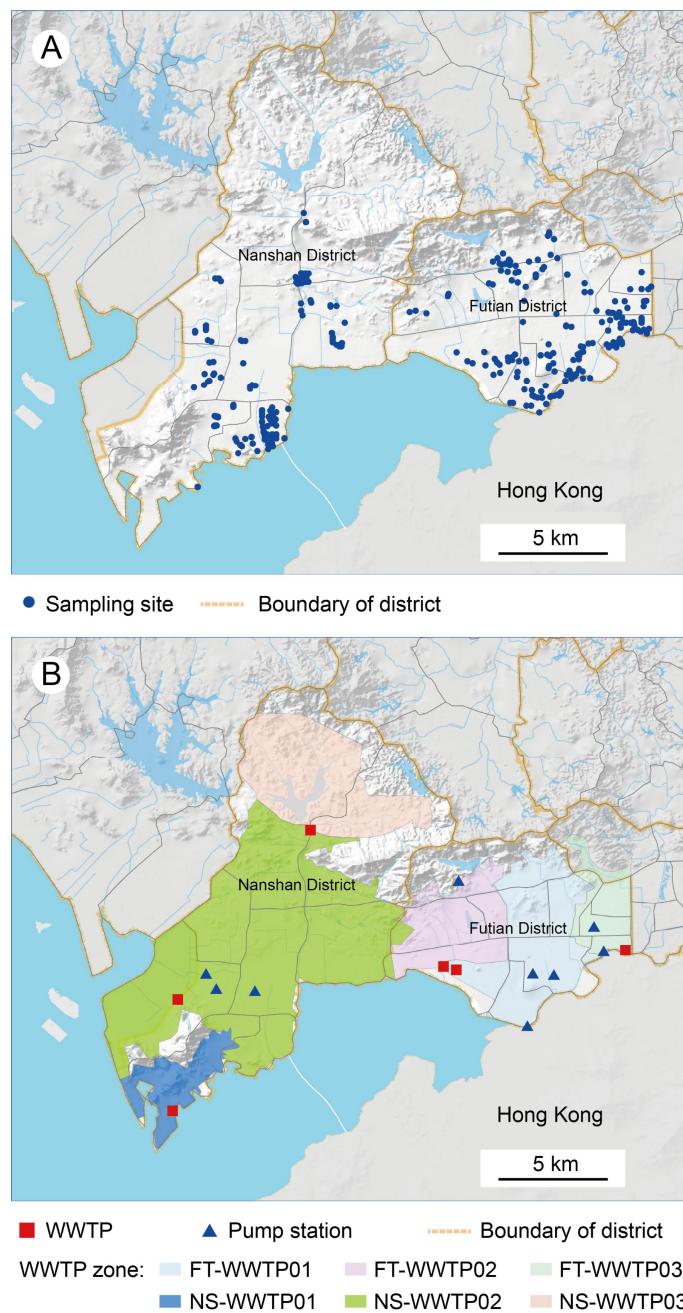 A
Nanshan District
Futian District
Hong Kong
5 km
Sampling site Boundary of district
B
Nanshan District
Futian District
Hong Kong
5 km
WWTP Pump station Boundary of district
WWTP zone: FT-WWTP01 FT-WWTP02 FT-WWTP03
NS-WWTP01 NS-WWTP02 NS-WWTP03